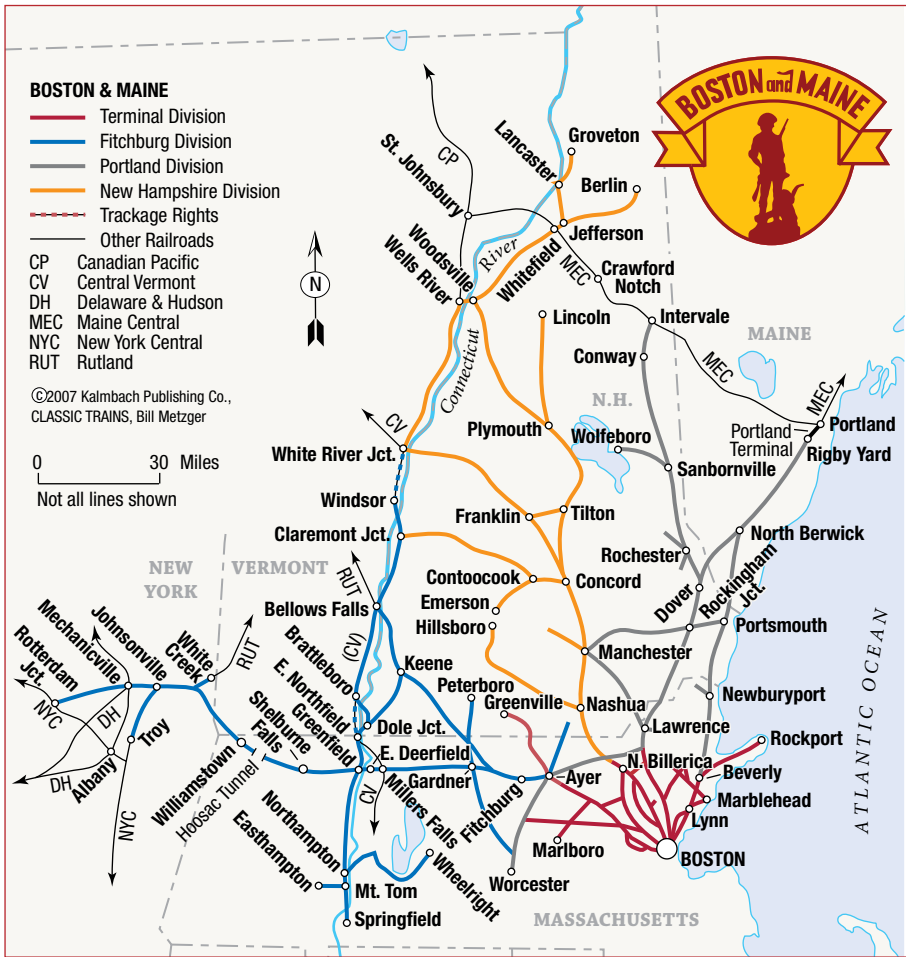 BOSTON & MAINE
Terminal Division
Fitchburg Division
Portland Division
New Hampshire Division
Trackage Rights
Other Railroads
CP Canadian Pacific
CV Central Vermont
DH Delaware & Hudson
MEC Maine Central
NYC New York Central
RUT Rutland
©2007 Kalmbach Publishing Co.,
CLASSIC TRAINS, Bill Metzger
0 30 Miles
Not all lines shown
N
BOSTON and MAINE
CP
St. Johnsbury
Lancaster
Groveton
Berlin
Jefferson
Whitefield
River
Woodsville
Wells River
MEC
Crawford
Notch
Lincoln
Intervale
MAINE
Conway
MEC
Connecticut
N.H.
MEC
CV
Plymouth
Wolfeboro
Portland
Terminal
Portland
Rigby Yard
White River Jct.
Sanbornville
Windsor
Franklin
Tilton
North Berwick
Claremont Jct.
Rochester
NEW
YORK
VERMONT
RUT
Contoocook
Concord
Dover
Rockingham
Jct.
Emerson
Bellows Falls
Hillsboro
Portsmouth
Rotterdam
Jct.
Mechanicville
Johnsonville
White
Creek
RUT
Brattleboro
(CV)
Keene
Manchester
E. Northfield
Peterboro
Greenville
Nashua
Newburyport
NYC
DH
Shelburne
Falls
Greenfield
Dole Jct.
Lawrence
Rockport
Troy
E. Deerfield
N. Billerica
Albany
DH
Williamstown
Hoosac Tunnel
Gardner
Ayer
Beverly
NYC
CV
Millers Falls
Fitchburg
Marblehead
Lynn
Northampton
Marlboro
BOSTON
Easthampton
Wheelright
Mt. Tom
Worcester
Springfield
MASSACHUSETTS
ATLANTIC OCEAN